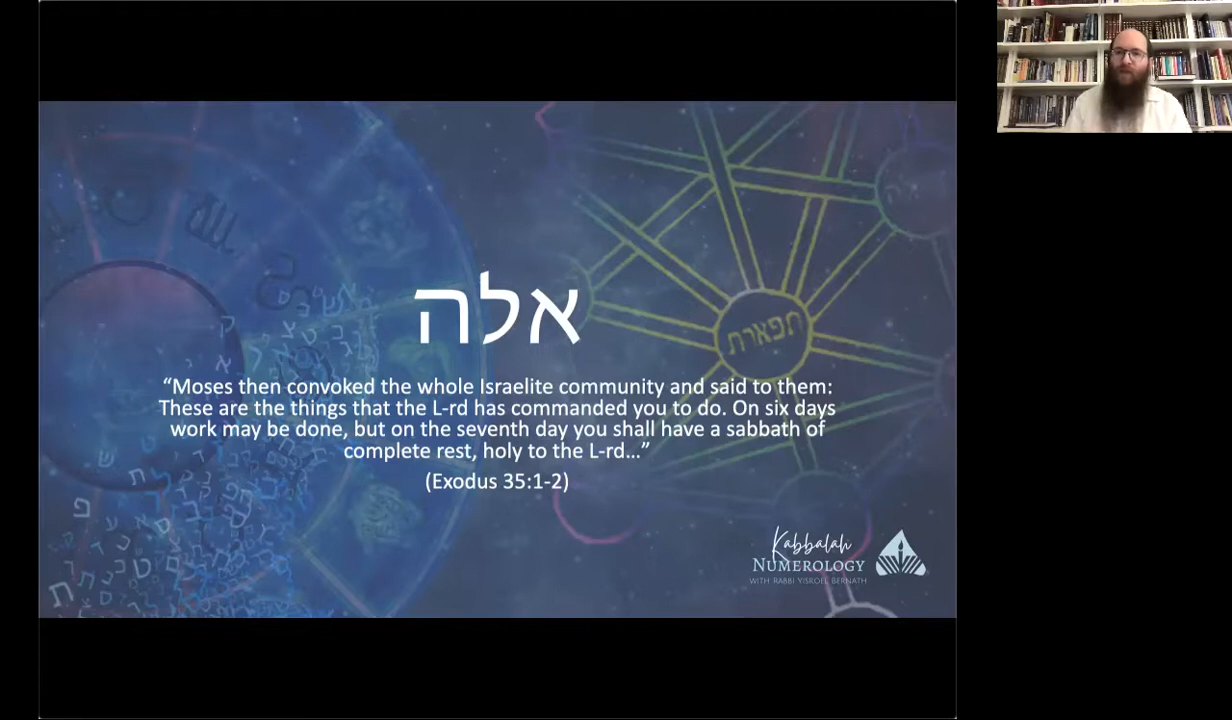 אלה
“Moses then convoked the whole Israelite community and said to them:
These are the things that the L-rd has commanded you to do. On six days
work may be done, but on the seventh day you shall have a sabbath of
complete rest, holy to the L-rd…”
(Exodus 35:1-2)
תפארת
Kabbalah
NUMEROLOGY
WITH RABBI YISROEL BERNATH